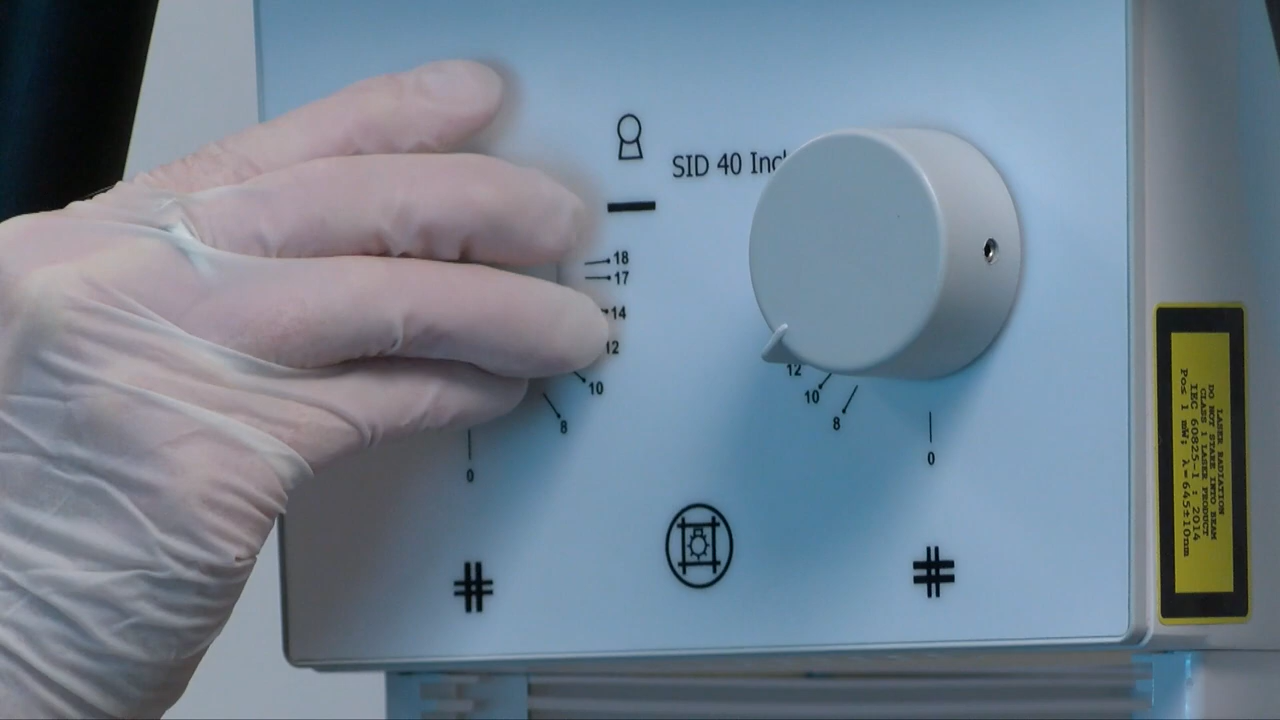 SID 40 Inc
18
17
14
12
10
8
0
12
10
8
0
LASER RADIATION
DO NOT STARE INTO BEAM
CLASS 1 LASER PRODUCT
IEC 60825-1 : 2014
Po≤ 1 mW; λ=645±10nm